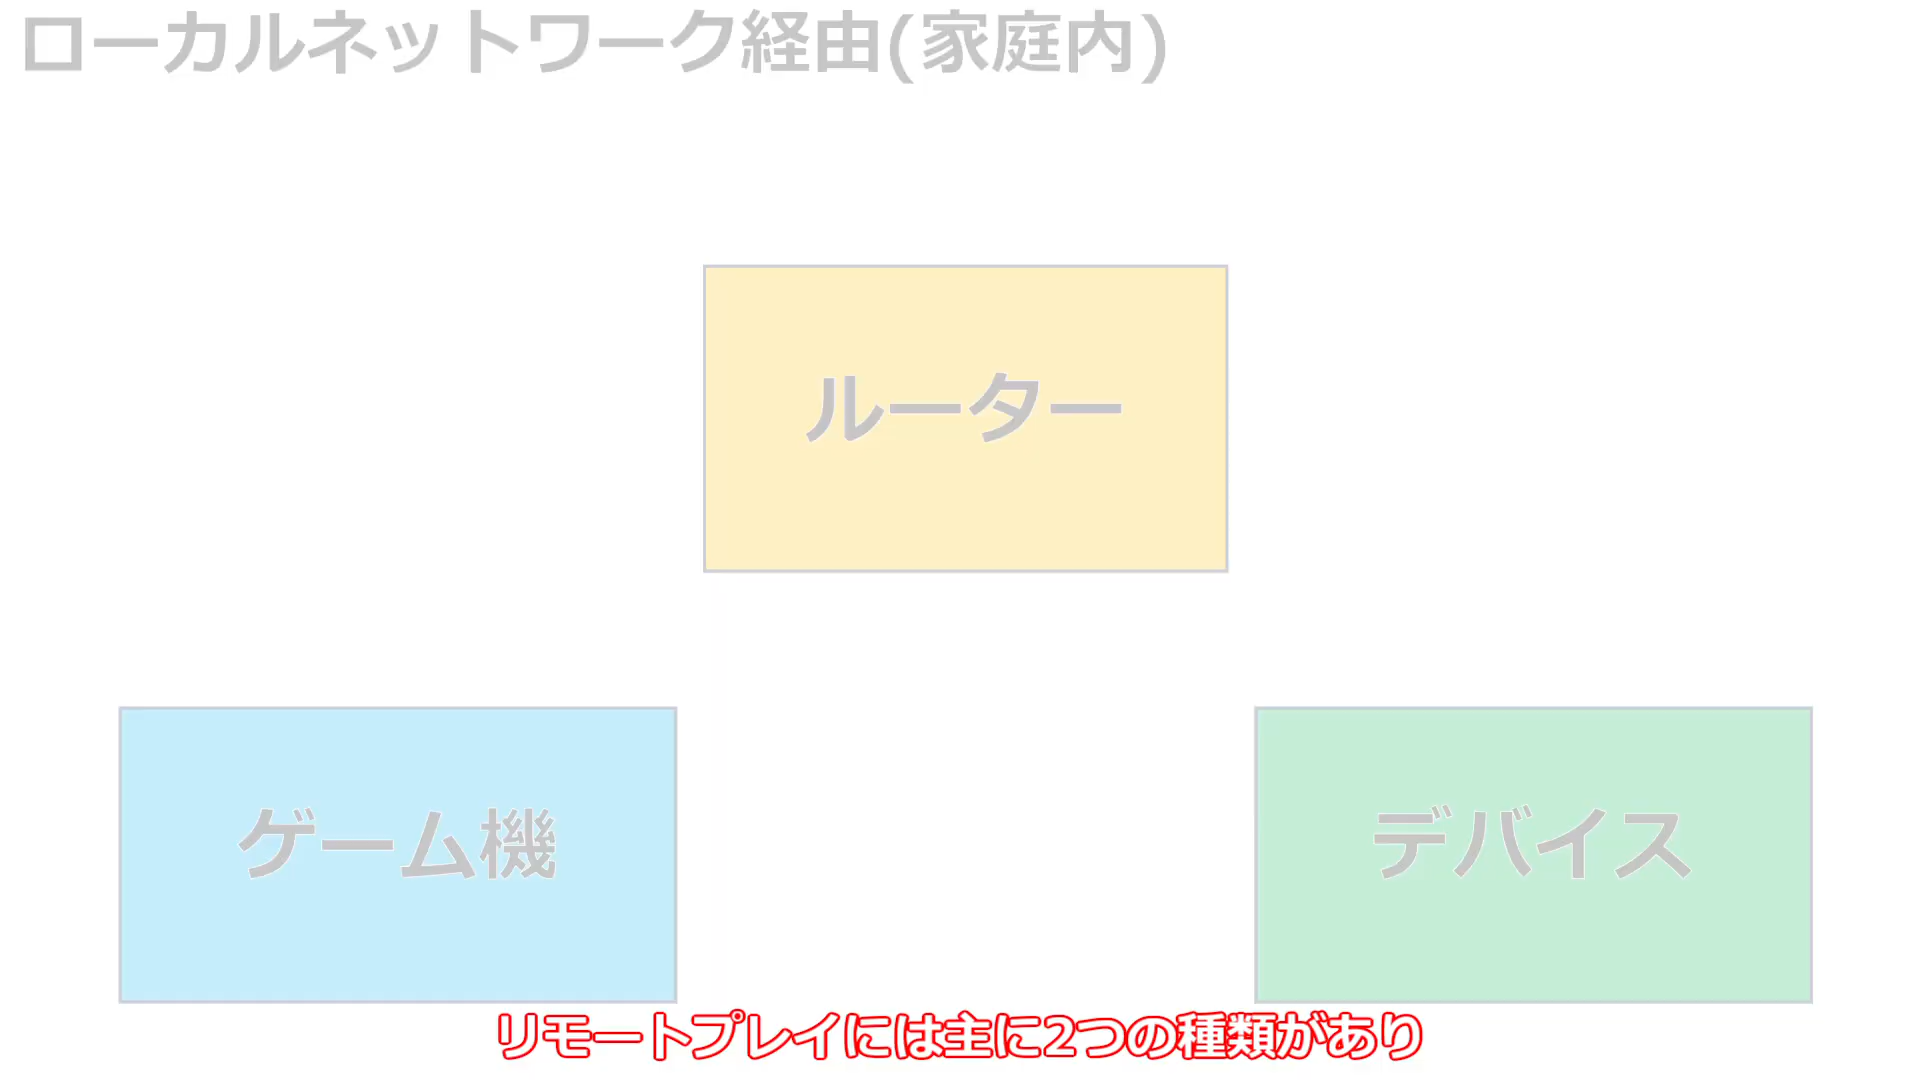 ローカルネットワーク経由(家庭内)
ルーター
ゲーム機
デバイス
リモートプレイには主に2つの種類があり